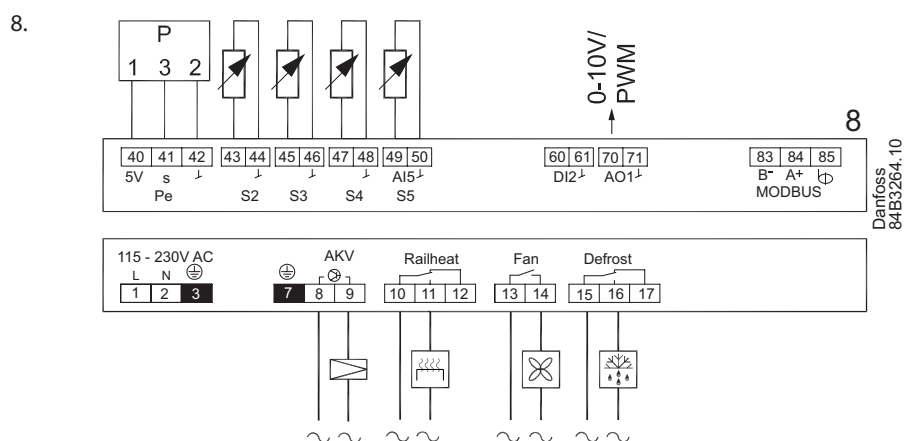 8.
P
1 3 2
0-10V/
PWM
8
40 41 42 43 44 45 46 47 48 49 50 60 61 70 71 83 84 85
5V s AI5 DI2 AO1 B- A+
Pe S2 S3 S4 S5 MODBUS
Danfoss
84B3264.10
115 - 230V AC AKV Railheat Fan Defrost
L N
1 2 3 7 8 9 10 11 12 13 14 15 16 17